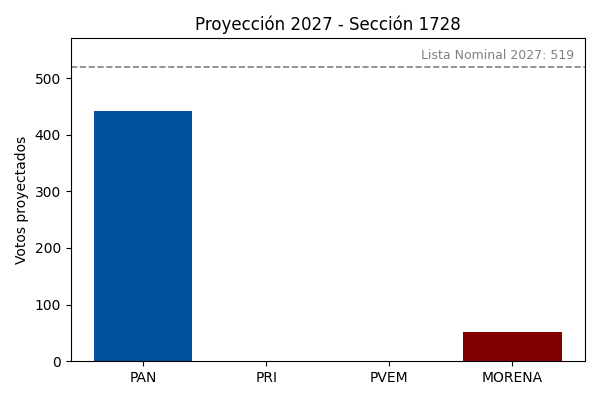 Proyección 2027 - Sección 1728
Lista Nominal 2027: 519
Votos proyectados
500
400
300
200
100
0
PAN PRI PVEM MORENA